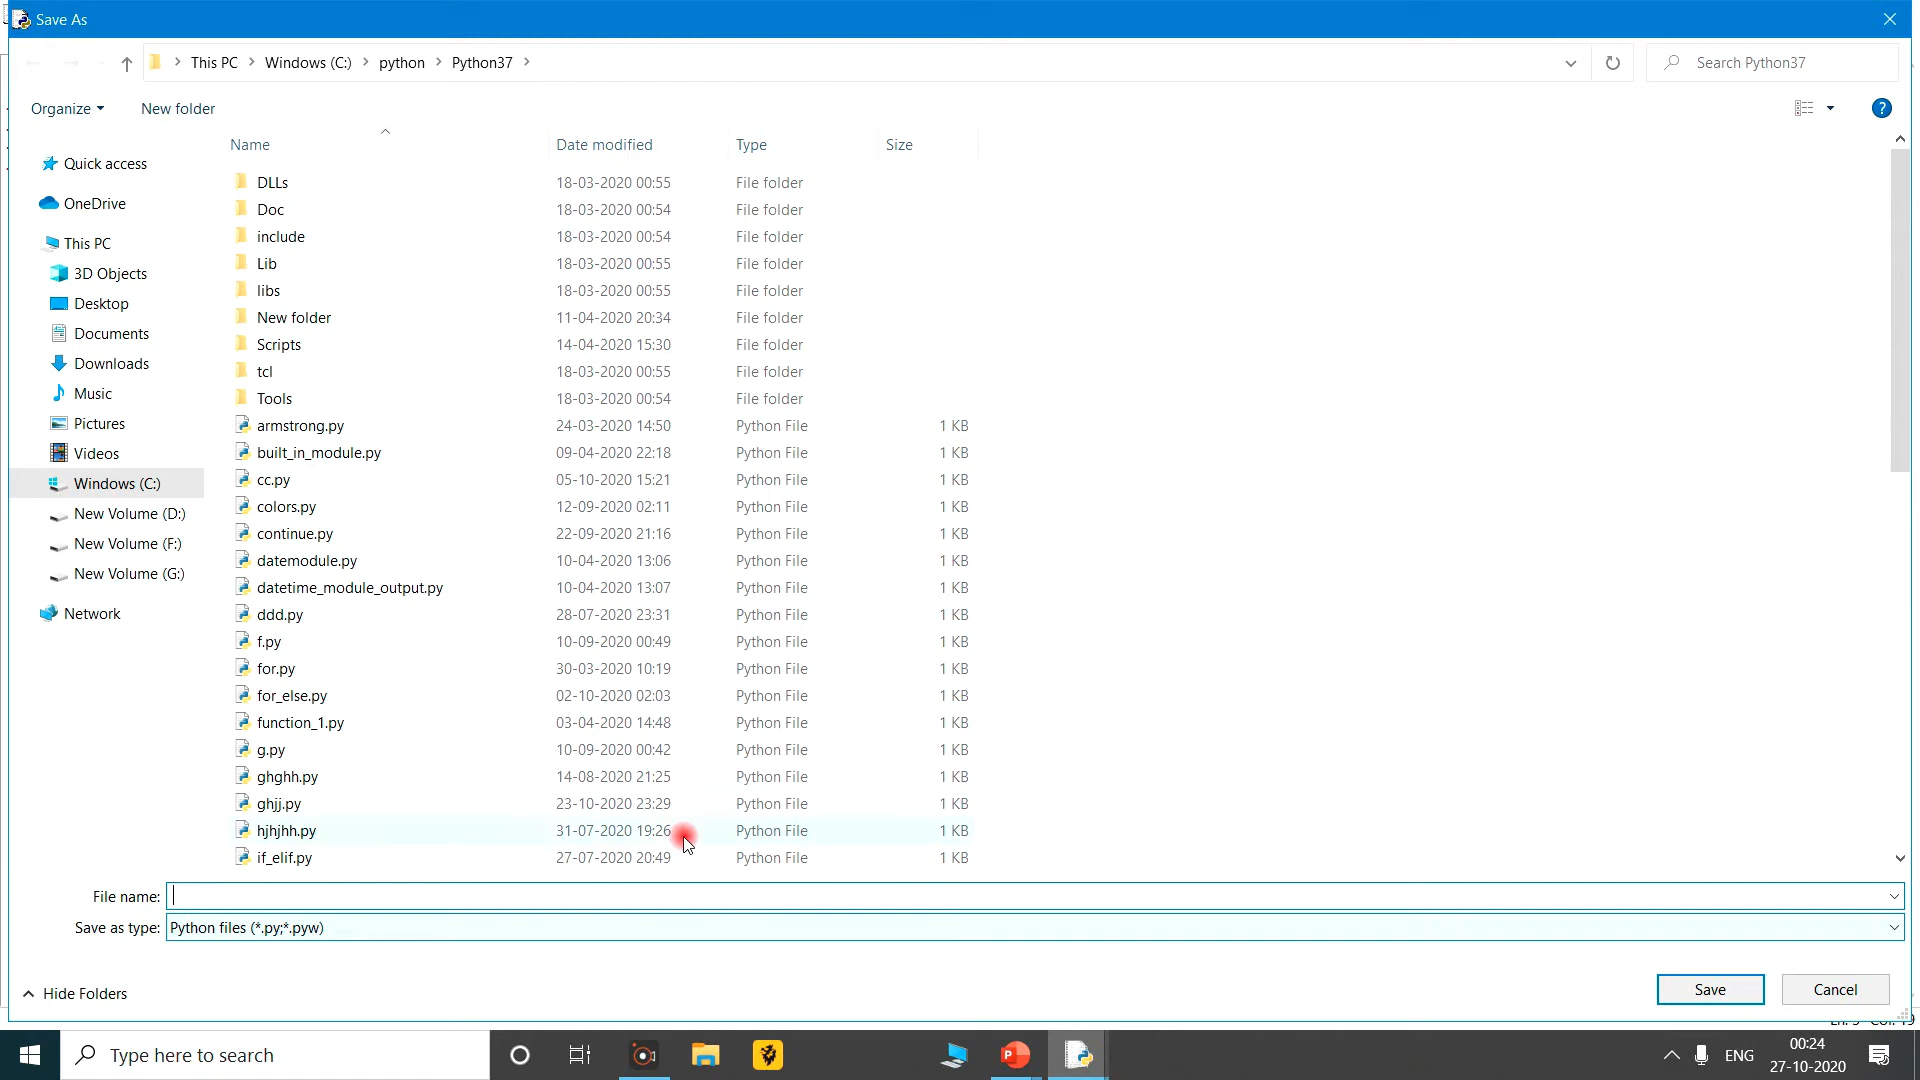 Save As
This PC > Windows (C:) > python > Python37 >
Search Python37
Organize
New folder
Name Date modified Type Size
Quick access
OneDrive
This PC
3D Objects
Desktop
Documents
Downloads
Music
Pictures
Videos
Windows (C:)
New Volume (D:)
New Volume (F:)
New Volume (G:)
Network
DLLs 18-03-2020 00:55 File folder
Doc 18-03-2020 00:54 File folder
include 18-03-2020 00:54 File folder
Lib 18-03-2020 00:55 File folder
libs 18-03-2020 00:55 File folder
New folder 11-04-2020 20:34 File folder
Scripts 14-04-2020 15:30 File folder
tcl 18-03-2020 00:55 File folder
Tools 18-03-2020 00:54 File folder
armstrong.py 24-03-2020 14:50 Python File 1 KB
built_in_module.py 09-04-2020 22:18 Python File 1 KB
cc.py 05-10-2020 15:21 Python File 1 KB
colors.py 12-09-2020 02:11 Python File 1 KB
continue.py 22-09-2020 21:16 Python File 1 KB
datemodule.py 10-04-2020 13:06 Python File 1 KB
datetime_module_output.py 10-04-2020 13:07 Python File 1 KB
ddd.py 28-07-2020 23:31 Python File 1 KB
f.py 10-09-2020 00:49 Python File 1 KB
for.py 30-03-2020 10:19 Python File 1 KB
for_else.py 02-10-2020 02:03 Python File 1 KB
function_1.py 03-04-2020 14:48 Python File 1 KB
g.py 10-09-2020 00:42 Python File 1 KB
ghghh.py 14-08-2020 21:25 Python File 1 KB
ghjj.py 23-10-2020 23:29 Python File 1 KB
hjhjhh.py 31-07-2020 19:26 Python File 1 KB
if_elif.py 27-07-2020 20:49 Python File 1 KB
File name:
Save as type: Python files (*.py;*.pyw)
Hide Folders
Save
Cancel
Type here to search
ENG
00:24
27-10-2020